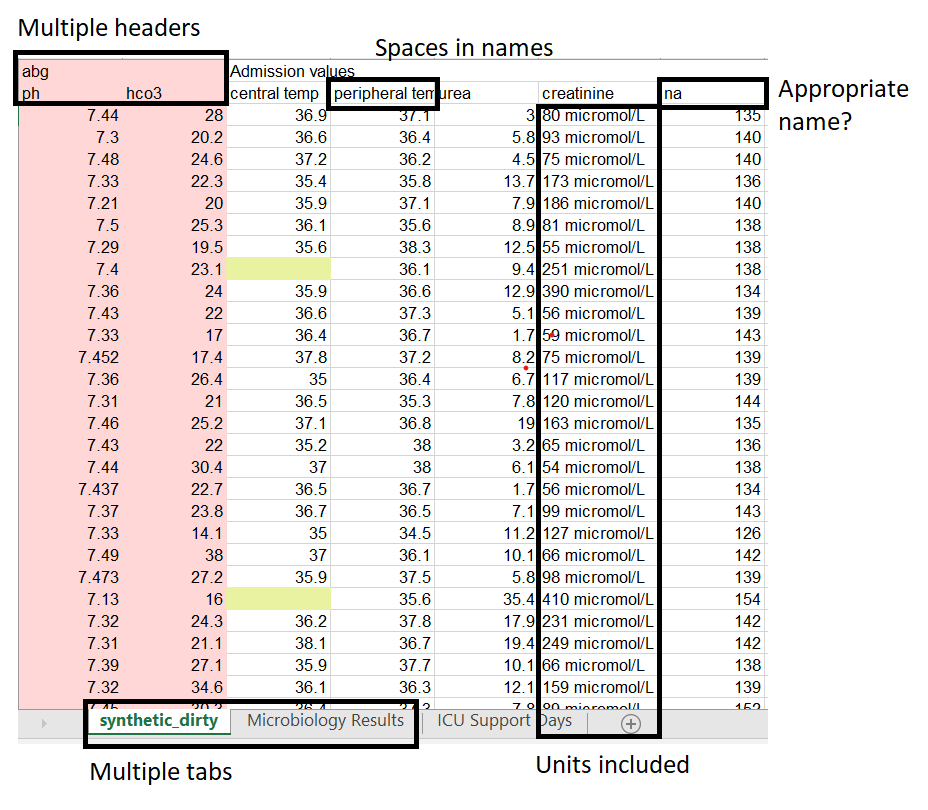 Multiple headers
Spaces in names
abg Admission values
ph hco3 central temp peripheral tem urea creatinine na
Appropriate
name?
7.44 28 36.9 37.1 3 80 micromol/L 135
7.3 20.2 36.6 36.4 5.8 93 micromol/L 140
7.48 24.6 37.2 36.2 4.5 75 micromol/L 140
7.33 22.3 35.4 35.8 13.7 173 micromol/L 136
7.21 20 35.9 37.1 7.9 186 micromol/L 140
7.5 25.3 36.1 35.6 8.9 81 micromol/L 138
7.29 19.5 35.6 38.3 12.5 55 micromol/L 138
7.4 23.1 36.1 9.4 251 micromol/L 138
7.36 24 35.9 36.6 12.9 390 micromol/L 134
7.43 22 36.6 37.3 5.1 56 micromol/L 139
7.33 17 36.4 36.7 1.7 59 micromol/L 143
7.452 17.4 37.8 37.2 8.2 75 micromol/L 139
7.36 26.4 35 36.4 6.7 117 micromol/L 139
7.31 21 36.5 35.3 7.8 120 micromol/L 144
7.46 25.2 37.1 36.8 19 163 micromol/L 135
7.43 22 35.2 38 3.2 65 micromol/L 136
7.44 30.4 37 38 6.1 54 micromol/L 138
7.437 22.7 36.5 36.7 1.7 56 micromol/L 134
7.37 23.8 36.7 36.5 7.1 99 micromol/L 143
7.33 14.1 35 34.5 11.2 127 micromol/L 126
7.49 38 37 36.1 10.1 66 micromol/L 142
7.473 27.2 35.9 37.5 5.8 98 micromol/L 139
7.13 16 35.6 35.4 410 micromol/L 154
7.32 24.3 36.2 37.8 17.9 231 micromol/L 142
7.31 21.1 38.1 36.7 19.4 249 micromol/L 142
7.39 27.1 35.9 37.7 10.1 66 micromol/L 138
7.32 34.6 36.1 36.3 12.1 159 micromol/L 139
synthetic_dirty Microbiology Results ICU Support Days
Multiple tabs
Units included